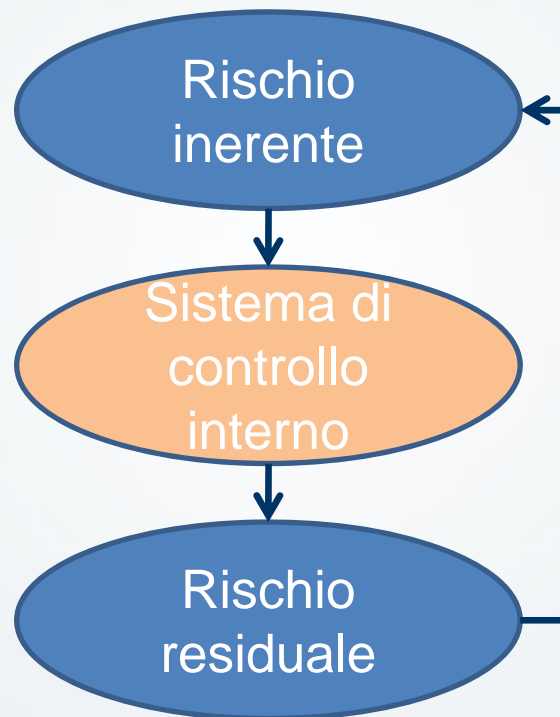 Rischio
inerente
Sistema di
controllo
interno
Rischio
residuale